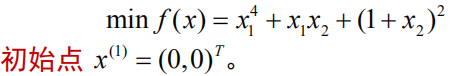 min f(x) = x₁⁴ + x₁x₂ + (1 + x₂)²
初始点 x⁽¹⁾ = (0,0)ᵀ。